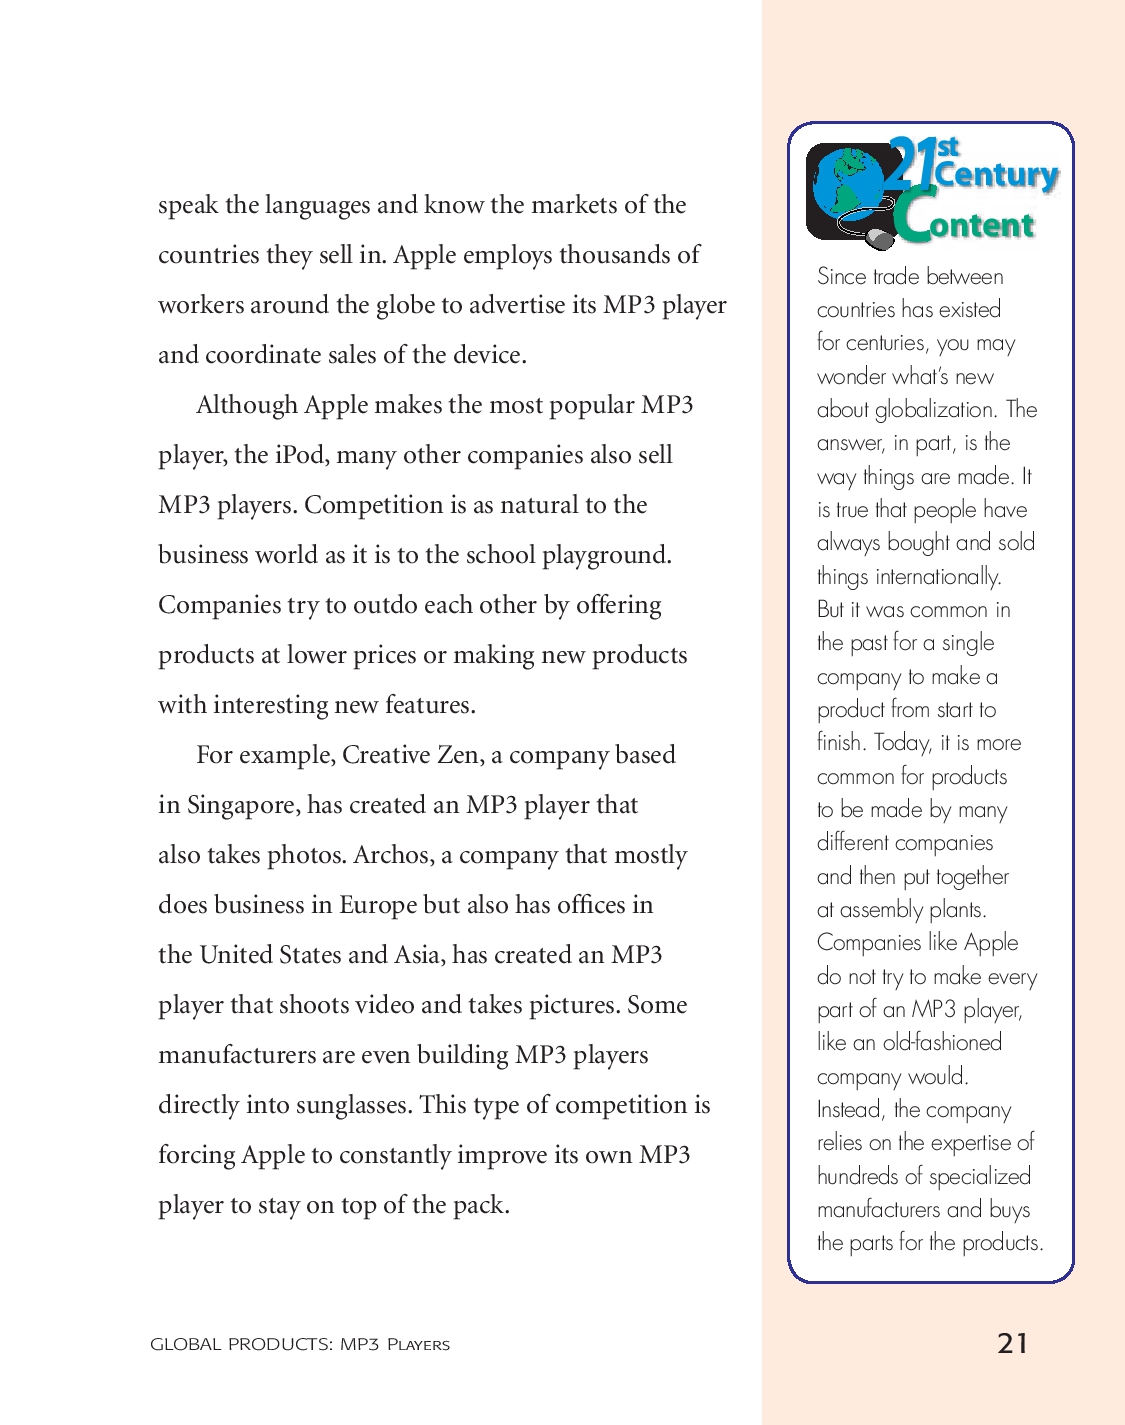 speak the languages and know the markets of the
countries they sell in. Apple employs thousands of
workers around the globe to advertise its MP3 player
and coordinate sales of the device.
Although Apple makes the most popular MP3
player, the iPod, many other companies also sell
MP3 players. Competition is as natural to the
business world as it is to the school playground.
Companies try to outdo each other by offering
products at lower prices or making new products
with interesting new features.
For example, Creative Zen, a company based
in Singapore, has created an MP3 player that
also takes photos. Archos, a company that mostly
does business in Europe but also has offices in
the United States and Asia, has created an MP3
player that shoots video and takes pictures. Some
manufacturers are even building MP3 players
directly into sunglasses. This type of competition is
forcing Apple to constantly improve its own MP3
player to stay on top of the pack.
21st Century
Content
Since trade between
countries has existed
for centuries, you may
wonder what's new
about globalization. The
answer, in part, is the
way things are made. It
is true that people have
always bought and sold
things internationally.
But it was common in
the past for a single
company to make a
product from start to
finish. Today, it is more
common for products
to be made by many
different companies
and then put together
at assembly plants.
Companies like Apple
do not try to make every
part of an MP3 player,
like an old-fashioned
company would.
Instead, the company
relies on the expertise of
hundreds of specialized
manufacturers and buys
the parts for the products.
GLOBAL PRODUCTS: MP3 PLAYERS
21